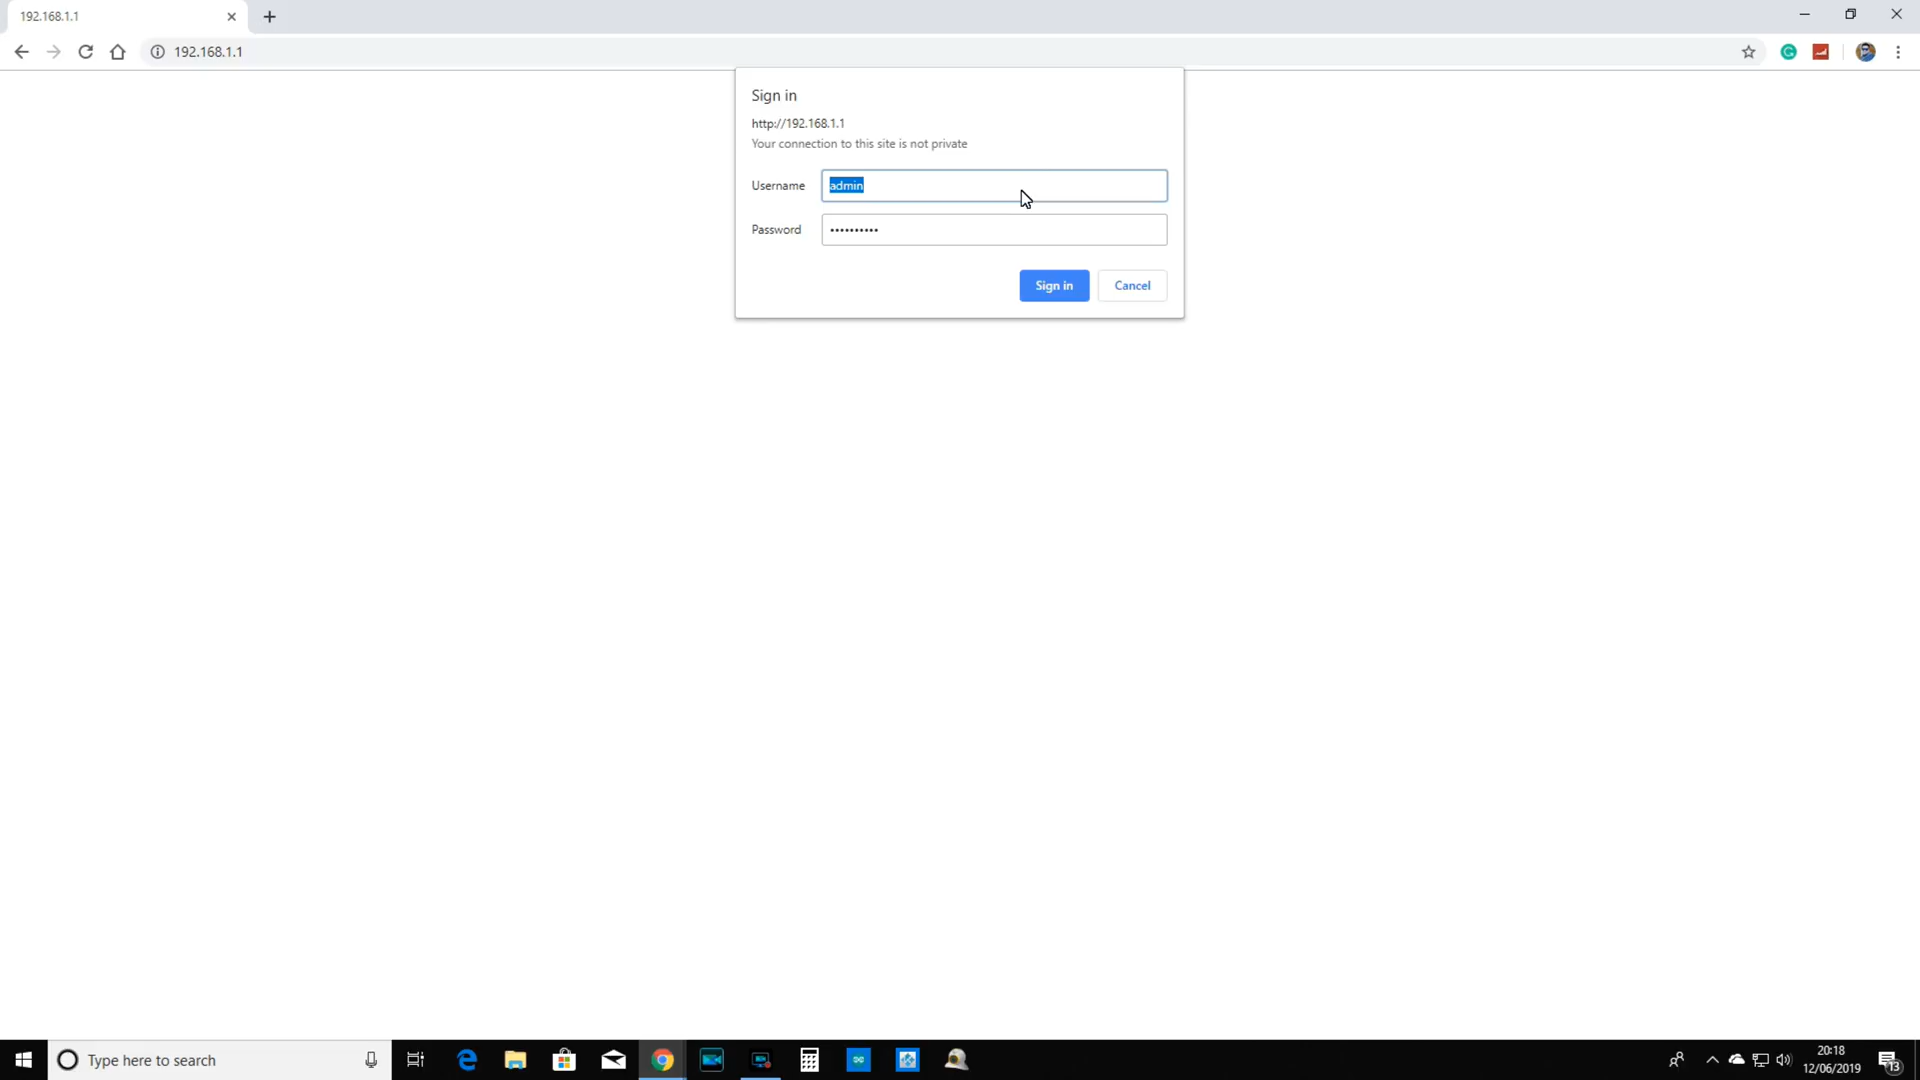 192.168.1.1
192.168.1.1
Sign in
http://192.168.1.1
Your connection to this site is not private
Username admin
Password ••••••••••
Sign in Cancel
Type here to search
20:18
12/06/2019
13